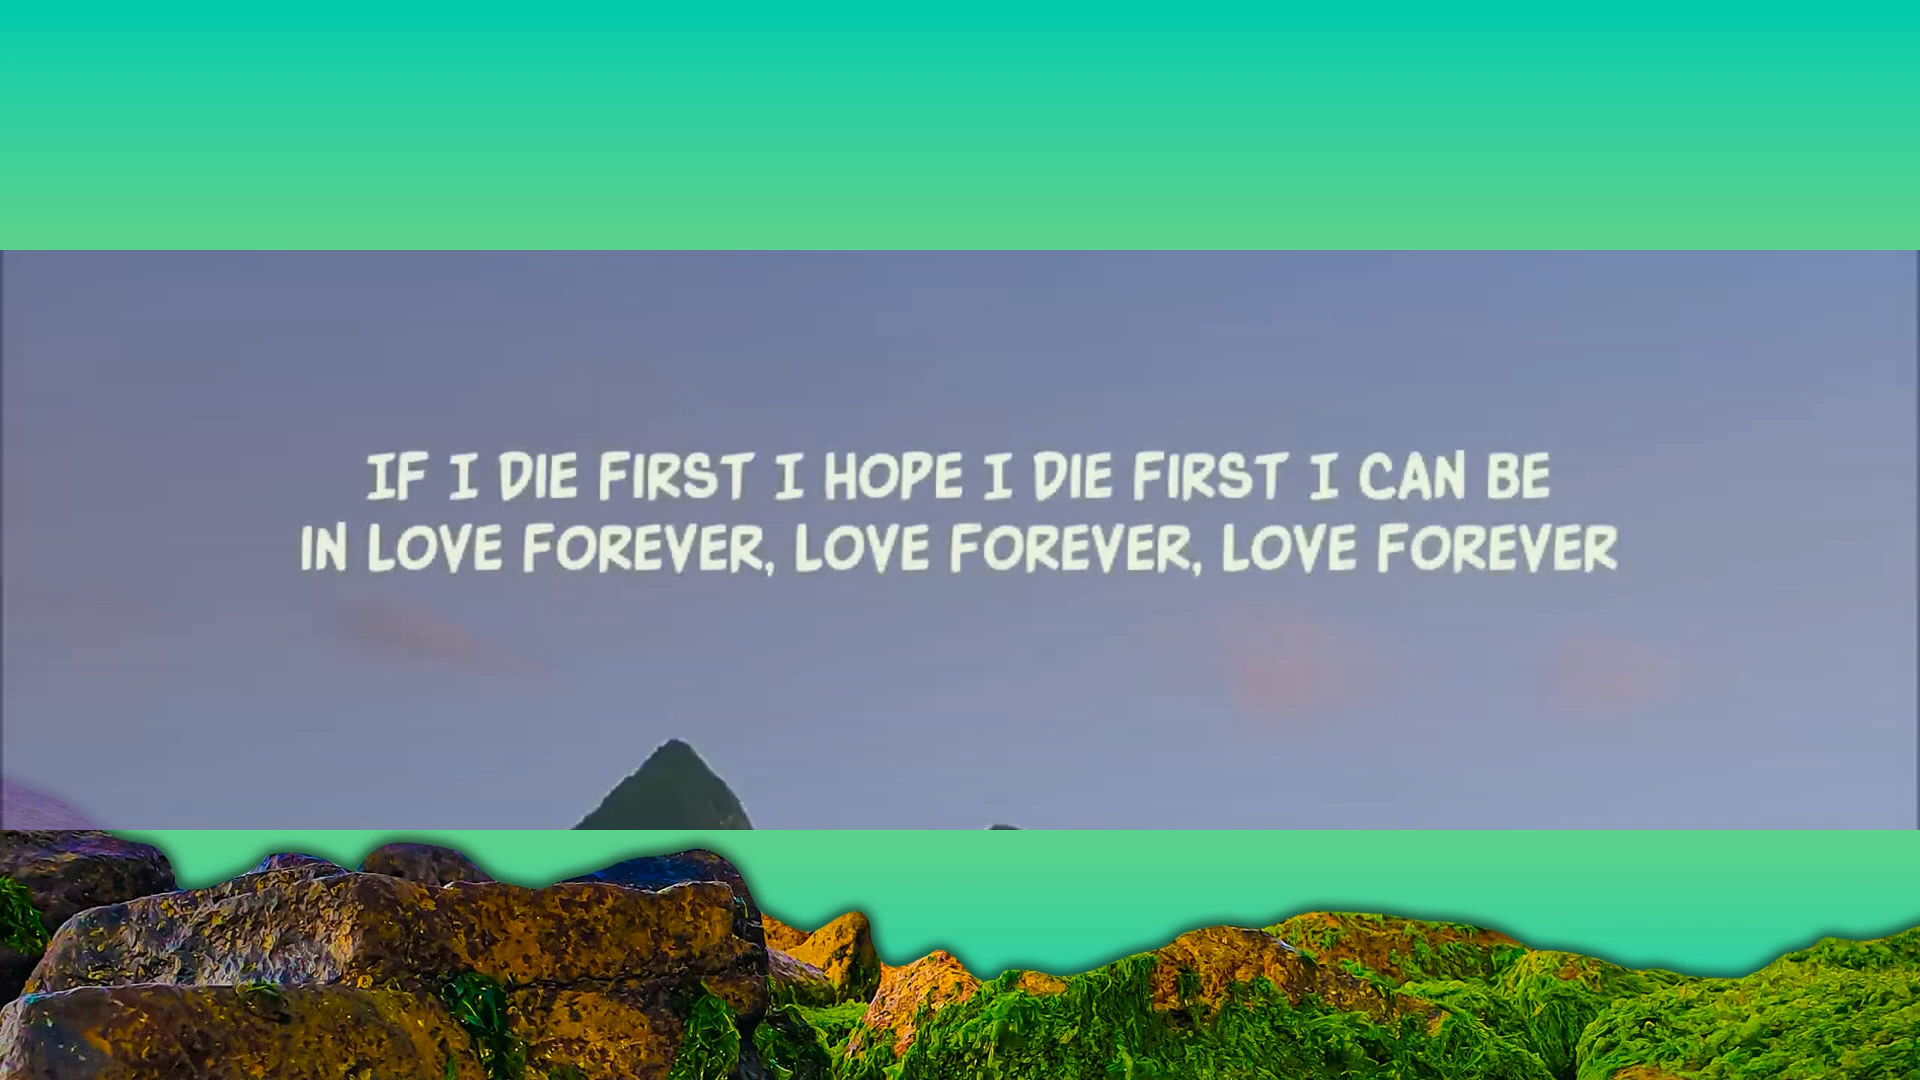 IF I DIE FIRST I HOPE I DIE FIRST I CAN BE
IN LOVE FOREVER, LOVE FOREVER, LOVE FOREVER